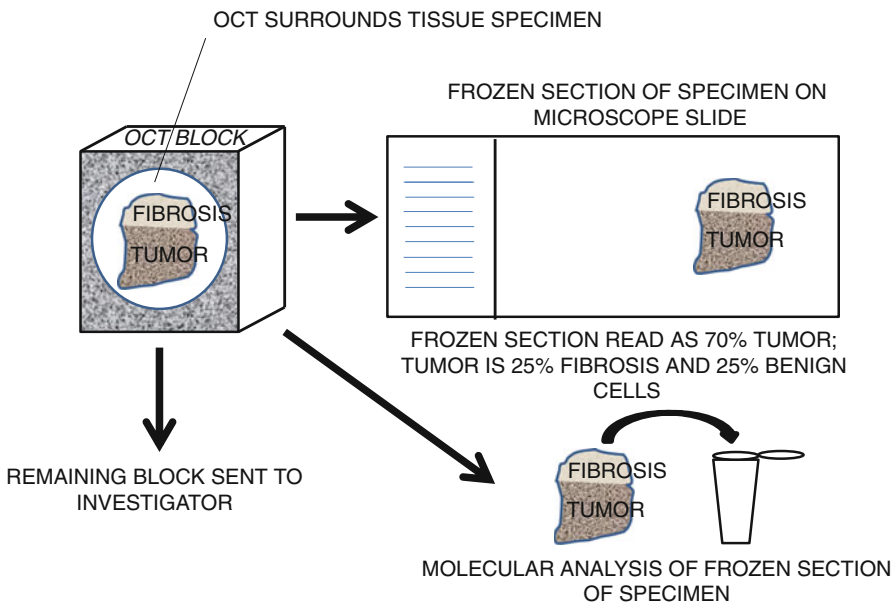 OCT SURROUNDS TISSUE SPECIMEN
OCT BLOCK
FIBROSIS
TUMOR
FROZEN SECTION OF SPECIMEN ON
MICROSCOPE SLIDE
FIBROSIS
TUMOR
FROZEN SECTION READ AS 70% TUMOR;
TUMOR IS 25% FIBROSIS AND 25% BENIGN
CELLS
REMAINING BLOCK SENT TO
INVESTIGATOR
FIBROSIS
TUMOR
MOLECULAR ANALYSIS OF FROZEN SECTION
OF SPECIMEN